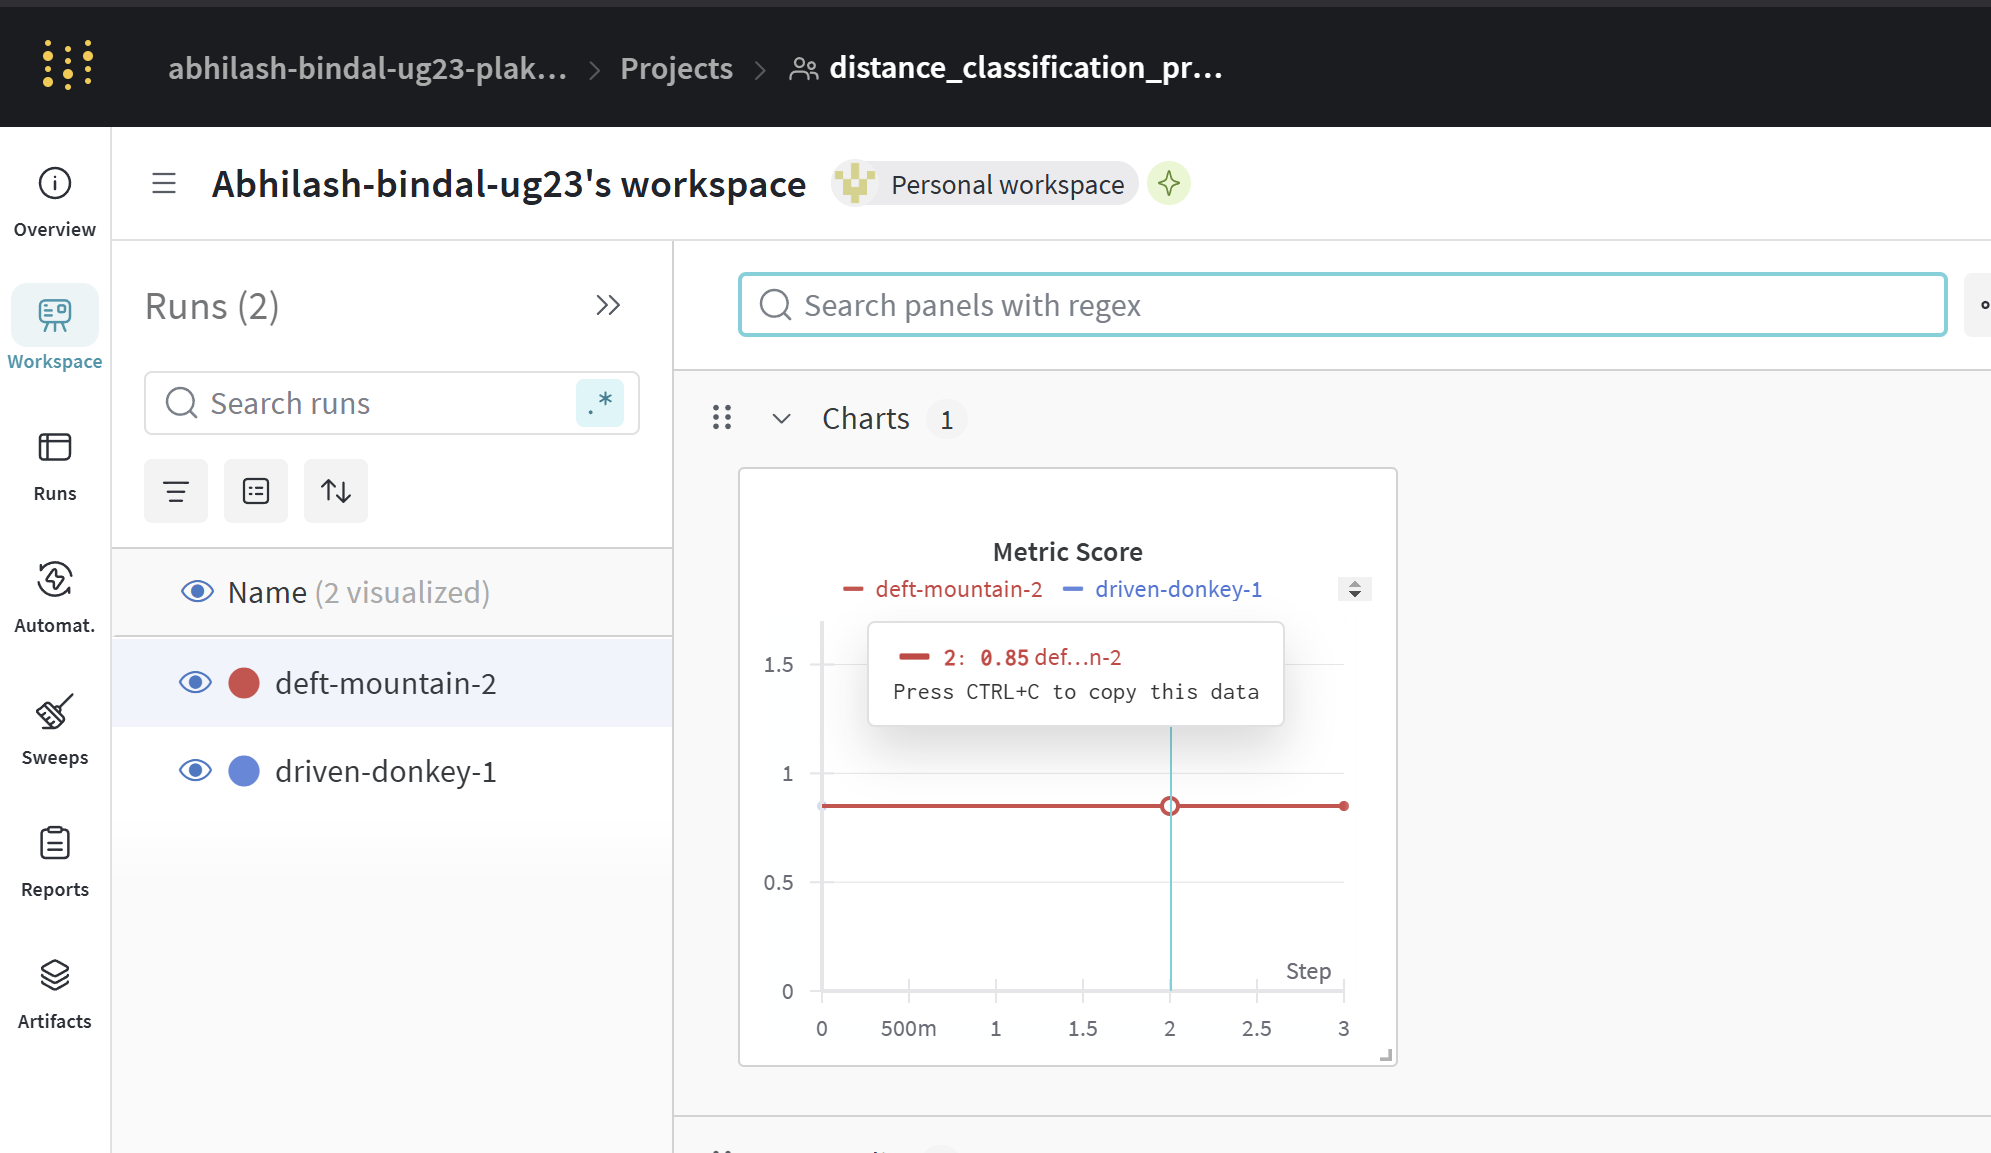 abhilash-bindal-ug23-plak... > Projects > distance_classification_pr...
Overview
Workspace
Runs
Automat.
Sweeps
Reports
Artifacts
Abhilash-bindal-ug23's workspace
Personal workspace
Runs (2)
Search runs
.*
Name (2 visualized)
deft-mountain-2
driven-donkey-1
Search panels with regex
Charts 1
Metric Score
deft-mountain-2 driven-donkey-1
2: 0.85 def...n-2
Press CTRL+C to copy this data
1.5
1
0.5
0
Step
0 500m 1 1.5 2 2.5 3